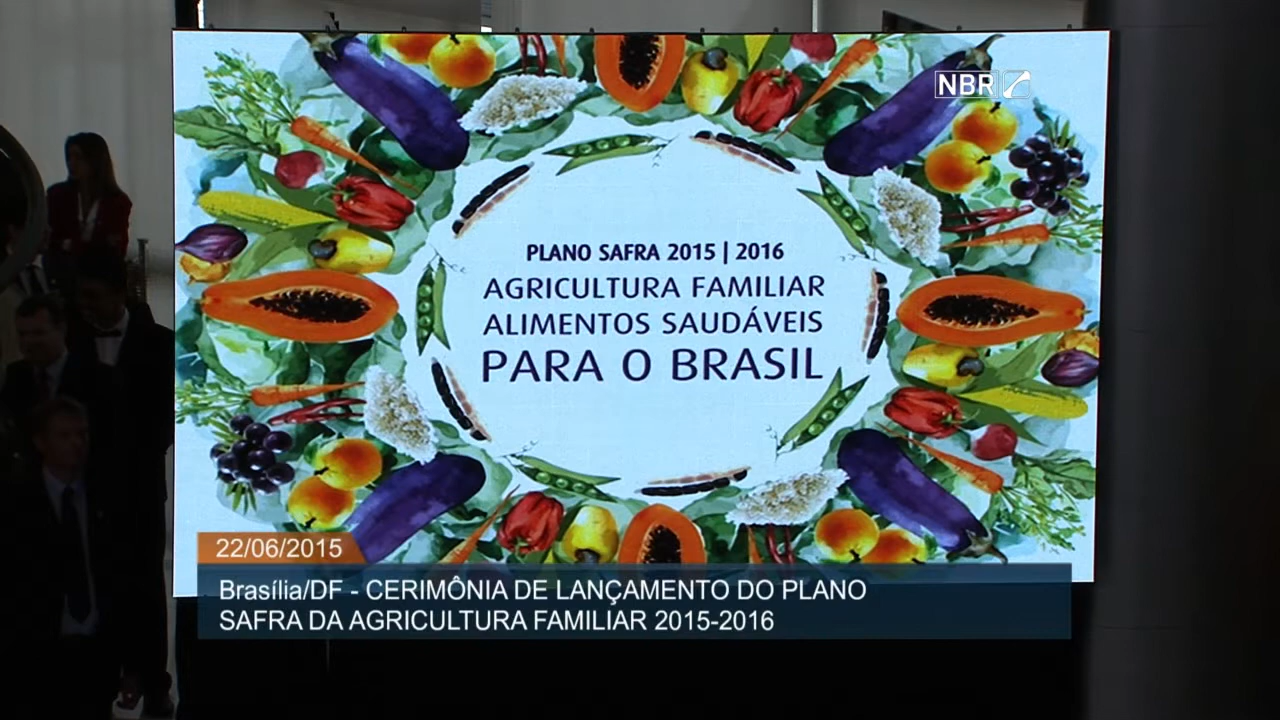 NBR
PLANO SAFRA 2015 | 2016
AGRICULTURA FAMILIAR
ALIMENTOS SAUDÁVEIS
PARA O BRASIL
22/06/2015
Brasília/DF - CERIMÔNIA DE LANÇAMENTO DO PLANO
SAFRA DA AGRICULTURA FAMILIAR 2015-2016